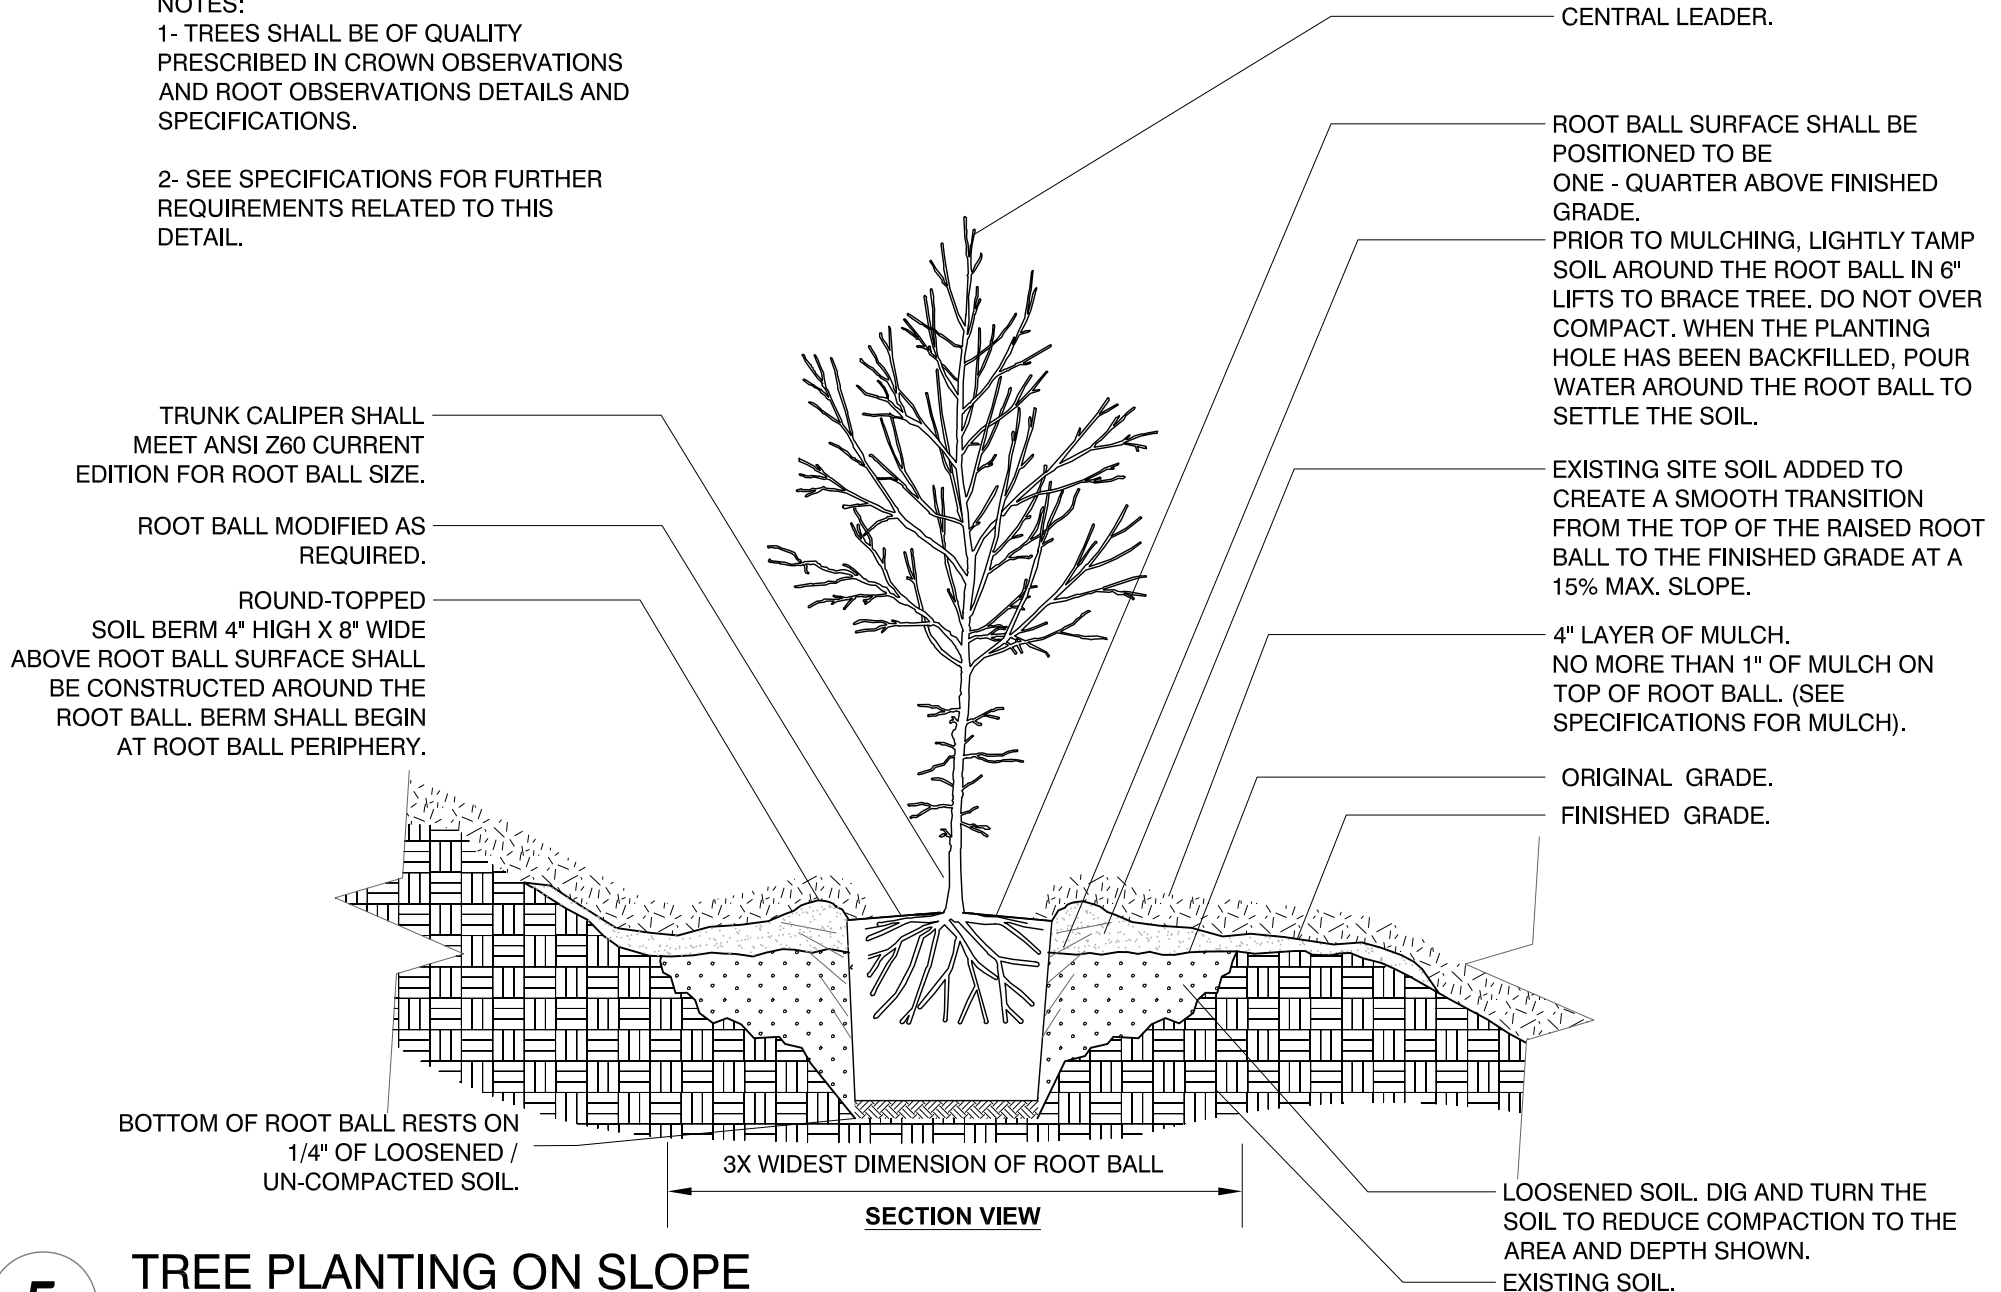 NOTES:
1- TREES SHALL BE OF QUALITY
PRESCRIBED IN CROWN OBSERVATIONS
AND ROOT OBSERVATIONS DETAILS AND
SPECIFICATIONS.
2- SEE SPECIFICATIONS FOR FURTHER
REQUIREMENTS RELATED TO THIS
DETAIL.
TRUNK CALIPER SHALL
MEET ANSI Z60 CURRENT
EDITION FOR ROOT BALL SIZE.
ROOT BALL MODIFIED AS
REQUIRED.
ROUND-TOPPED
SOIL BERM 4" HIGH X 8" WIDE
ABOVE ROOT BALL SURFACE SHALL
BE CONSTRUCTED AROUND THE
ROOT BALL. BERM SHALL BEGIN
AT ROOT BALL PERIPHERY.
BOTTOM OF ROOT BALL RESTS ON
1/4" OF LOOSENED /
UN-COMPACTED SOIL.
CENTRAL LEADER.
ROOT BALL SURFACE SHALL BE
POSITIONED TO BE
ONE - QUARTER ABOVE FINISHED
GRADE.
PRIOR TO MULCHING, LIGHTLY TAMP
SOIL AROUND THE ROOT BALL IN 6"
LIFTS TO BRACE TREE. DO NOT OVER
COMPACT. WHEN THE PLANTING
HOLE HAS BEEN BACKFILLED, POUR
WATER AROUND THE ROOT BALL TO
SETTLE THE SOIL.
EXISTING SITE SOIL ADDED TO
CREATE A SMOOTH TRANSITION
FROM THE TOP OF THE RAISED ROOT
BALL TO THE FINISHED GRADE AT A
15% MAX. SLOPE.
4" LAYER OF MULCH.
NO MORE THAN 1" OF MULCH ON
TOP OF ROOT BALL. (SEE
SPECIFICATIONS FOR MULCH).
ORIGINAL GRADE.
FINISHED GRADE.
LOOSENED SOIL. DIG AND TURN THE
SOIL TO REDUCE COMPACTION TO THE
AREA AND DEPTH SHOWN.
EXISTING SOIL.
3X WIDEST DIMENSION OF ROOT BALL
SECTION VIEW
5
TREE PLANTING ON SLOPE